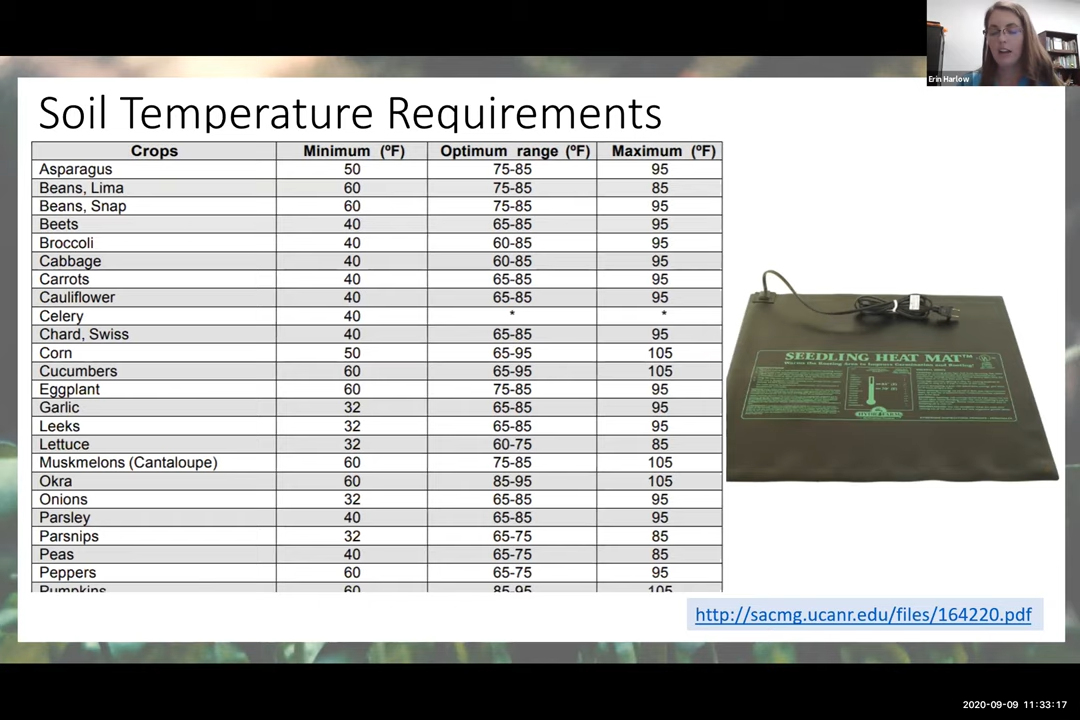 Erin Harlow
Soil Temperature Requirements
Crops Minimum (ºF) Optimum range (ºF) Maximum (ºF)
Asparagus 50 75-85 95
Beans, Lima 60 75-85 85
Beans, Snap 60 75-85 95
Beets 40 65-85 95
Broccoli 40 60-85 95
Cabbage 40 60-85 95
Carrots 40 65-85 95
Cauliflower 40 65-85 95
Celery 40 * *
Chard, Swiss 40 65-85 95
Corn 50 65-95 105
Cucumbers 60 65-95 105
Eggplant 60 75-85 95
Garlic 32 65-85 95
Leeks 32 65-85 95
Lettuce 32 60-75 85
Muskmelons (Cantaloupe) 60 75-85 105
Okra 60 85-95 105
Onions 32 65-85 95
Parsley 40 65-85 95
Parsnips 32 65-75 85
Peas 40 65-75 85
Peppers 60 65-75 95
Pumpkins 60 85-95 105
SEEDLING HEAT MAT™
http://sacmg.ucanr.edu/files/164220.pdf
2020-09-09 11:33:17